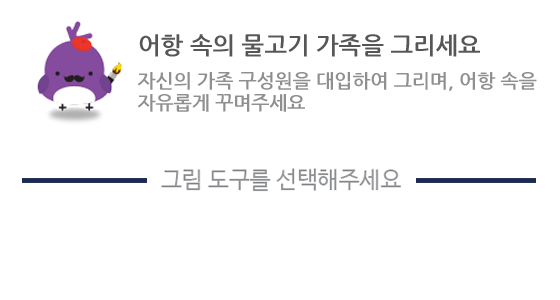 어항 속의 물고기 가족을 그리세요
자신의 가족 구성원을 대입하여 그리며, 어항 속을
자유롭게 꾸며주세요
그림 도구를 선택해주세요